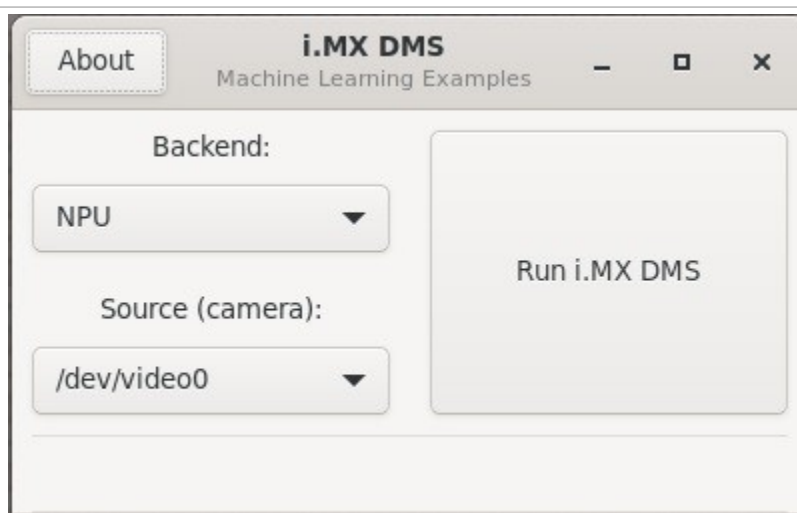 About
i.MX DMS
Machine Learning Examples
Backend:
NPU
Source (camera):
/dev/video0
Run i.MX DMS